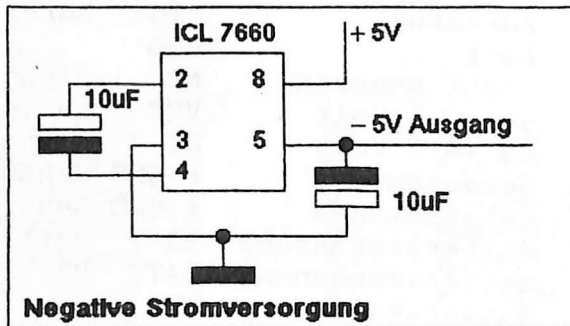 ICL 7660
+ 5V
2
8
10uF
3
5
– 5V Ausgang
4
10uF
Negative Stromversorgung